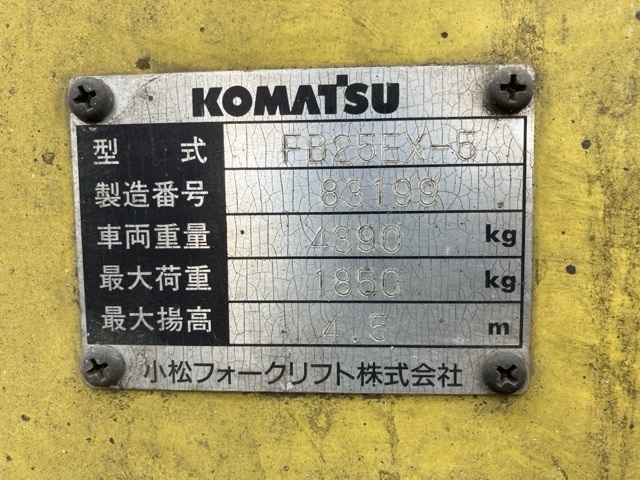 KOMATSU
型 式 FB25EX-5
製造番号 83199
車両重量 4390 kg
最大荷重 1850 kg
最大揚高 4.5 m
小松フォークリフト株式会社